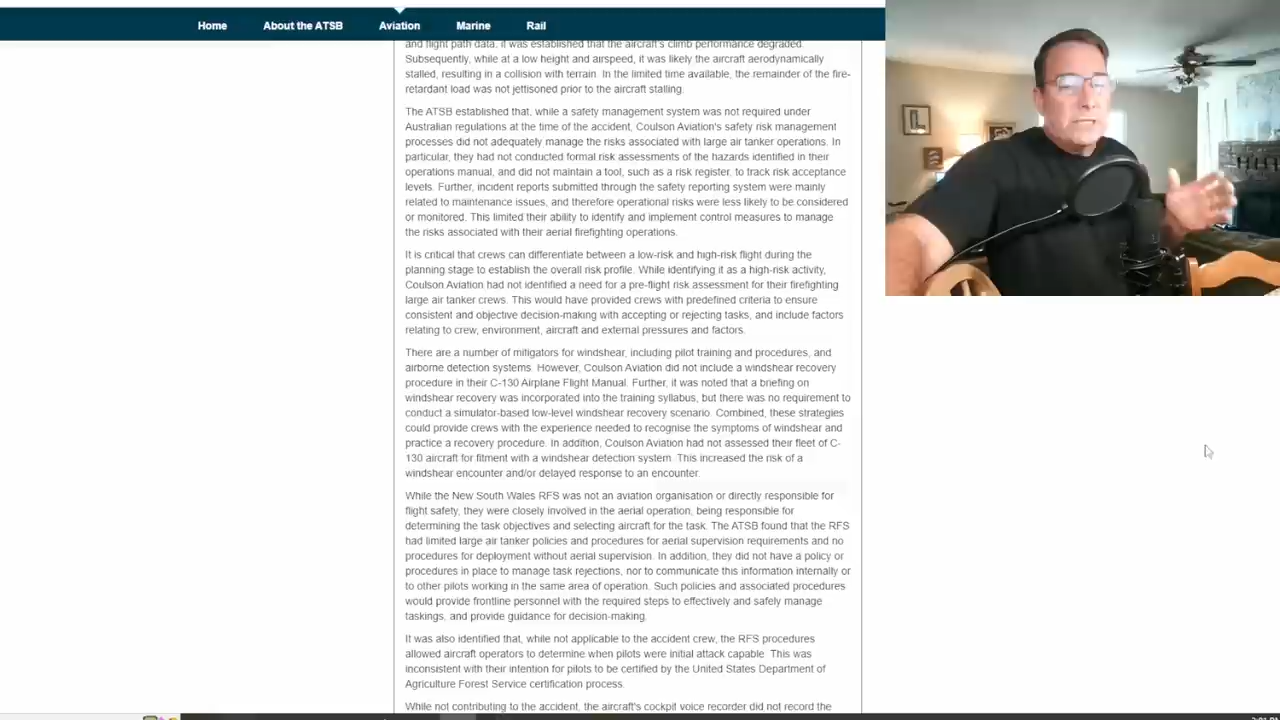 Home About the ATSB Aviation Marine Rail
and flight path data, it was established that the aircraft's climb performance degraded.
Subsequently, while at a low height and airspeed, it was likely the aircraft aerodynamically
stalled, resulting in a collision with terrain. In the limited time available, the remainder of the fire-
retardant load was not jettisoned prior to the aircraft stalling.
The ATSB established that, while a safety management system was not required under
Australian regulations at the time of the accident, Coulson Aviation's safety risk management
processes did not adequately manage the risks associated with large air tanker operations. In
particular, they had not conducted formal risk assessments of the hazards identified in their
operations manual, and did not maintain a tool, such as a risk register, to track risk acceptance
levels. Further, incident reports submitted through the safety reporting system were mainly
related to maintenance issues, and therefore operational risks were less likely to be considered
or monitored. This limited their ability to identify and implement control measures to manage
the risks associated with their aerial firefighting operations.
It is critical that crews can differentiate between a low-risk and high-risk flight during the
planning stage to establish the overall risk profile. While identifying it as a high-risk activity,
Coulson Aviation had not identified a need for a pre-flight risk assessment for their firefighting
large air tanker crews. This would have provided crews with predefined criteria to ensure
consistent and objective decision-making with accepting or rejecting tasks, and include factors
relating to crew, environment, aircraft and external pressures and factors.
There are a number of mitigators for windshear, including pilot training and procedures, and
airborne detection systems. However, Coulson Aviation did not include a windshear recovery
procedure in their C-130 Airplane Flight Manual. Further, it was noted that a briefing on
windshear recovery was incorporated into the training syllabus, but there was no requirement to
conduct a simulator-based low-level windshear recovery scenario. Combined, these strategies
could provide crews with the experience needed to recognise the symptoms of windshear and
practice a recovery procedure. In addition, Coulson Aviation had not assessed their fleet of C-
130 aircraft for fitment with a windshear detection system. This increased the risk of a
windshear encounter and/or delayed response to an encounter.
While the New South Wales RFS was not an aviation organisation or directly responsible for
flight safety, they were closely involved in the aerial operation, being responsible for
determining the task objectives and selecting aircraft for the task. The ATSB found that the RFS
had limited large air tanker policies and procedures for aerial supervision requirements and no
procedures for deployment without aerial supervision. In addition, they did not have a policy or
procedures in place to manage task rejections, nor to communicate this information internally or
to other pilots working in the same area of operation. Such policies and associated procedures
would provide frontline personnel with the required steps to effectively and safely manage
taskings, and provide guidance for decision-making.
It was also identified that, while not applicable to the accident crew, the RFS procedures
allowed aircraft operators to determine when pilots were initial attack capable. This was
inconsistent with their intention for pilots to be certified by the United States Department of
Agriculture Forest Service certification process.
While not contributing to the accident, the aircraft's cockpit voice recorder did not record the